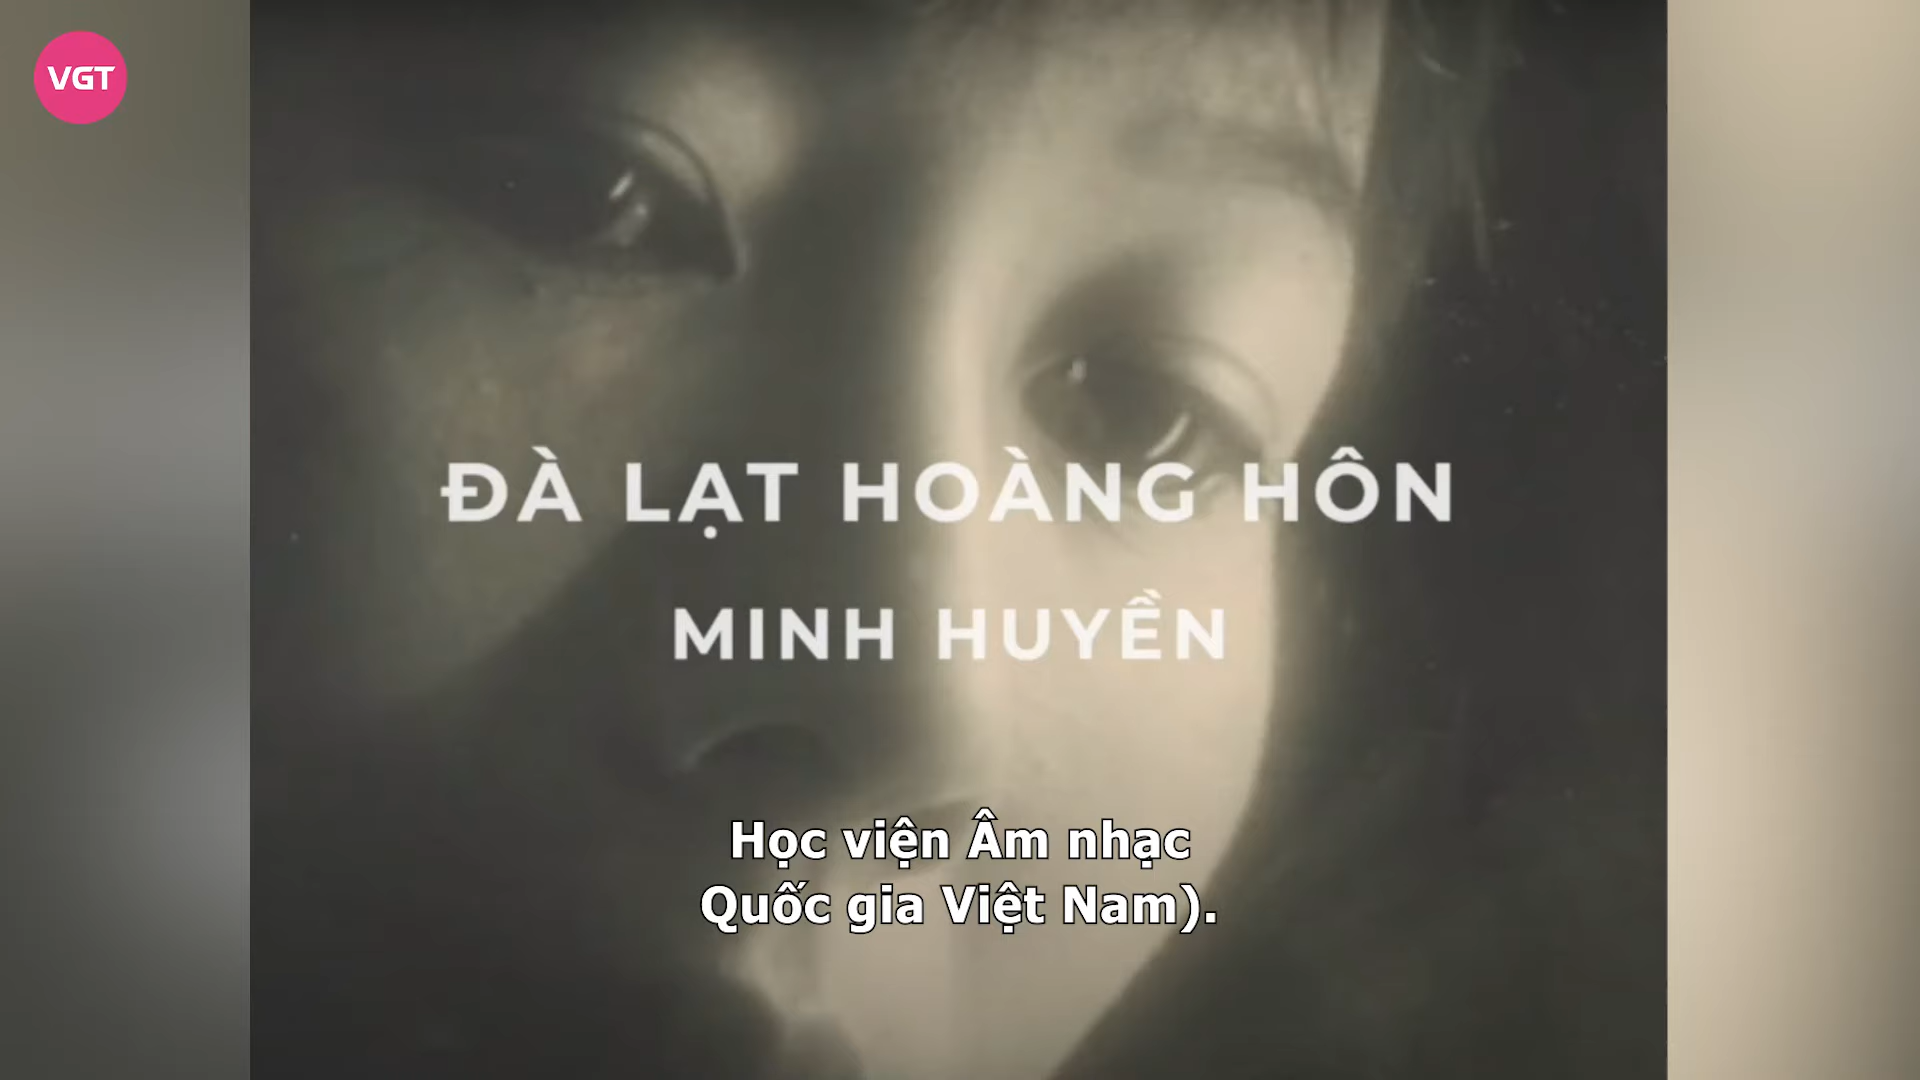 VGT
ĐÀ LẠT HOÀNG HÔN
MINH HUYỀN
Học viện Âm nhạc
Quốc gia Việt Nam).